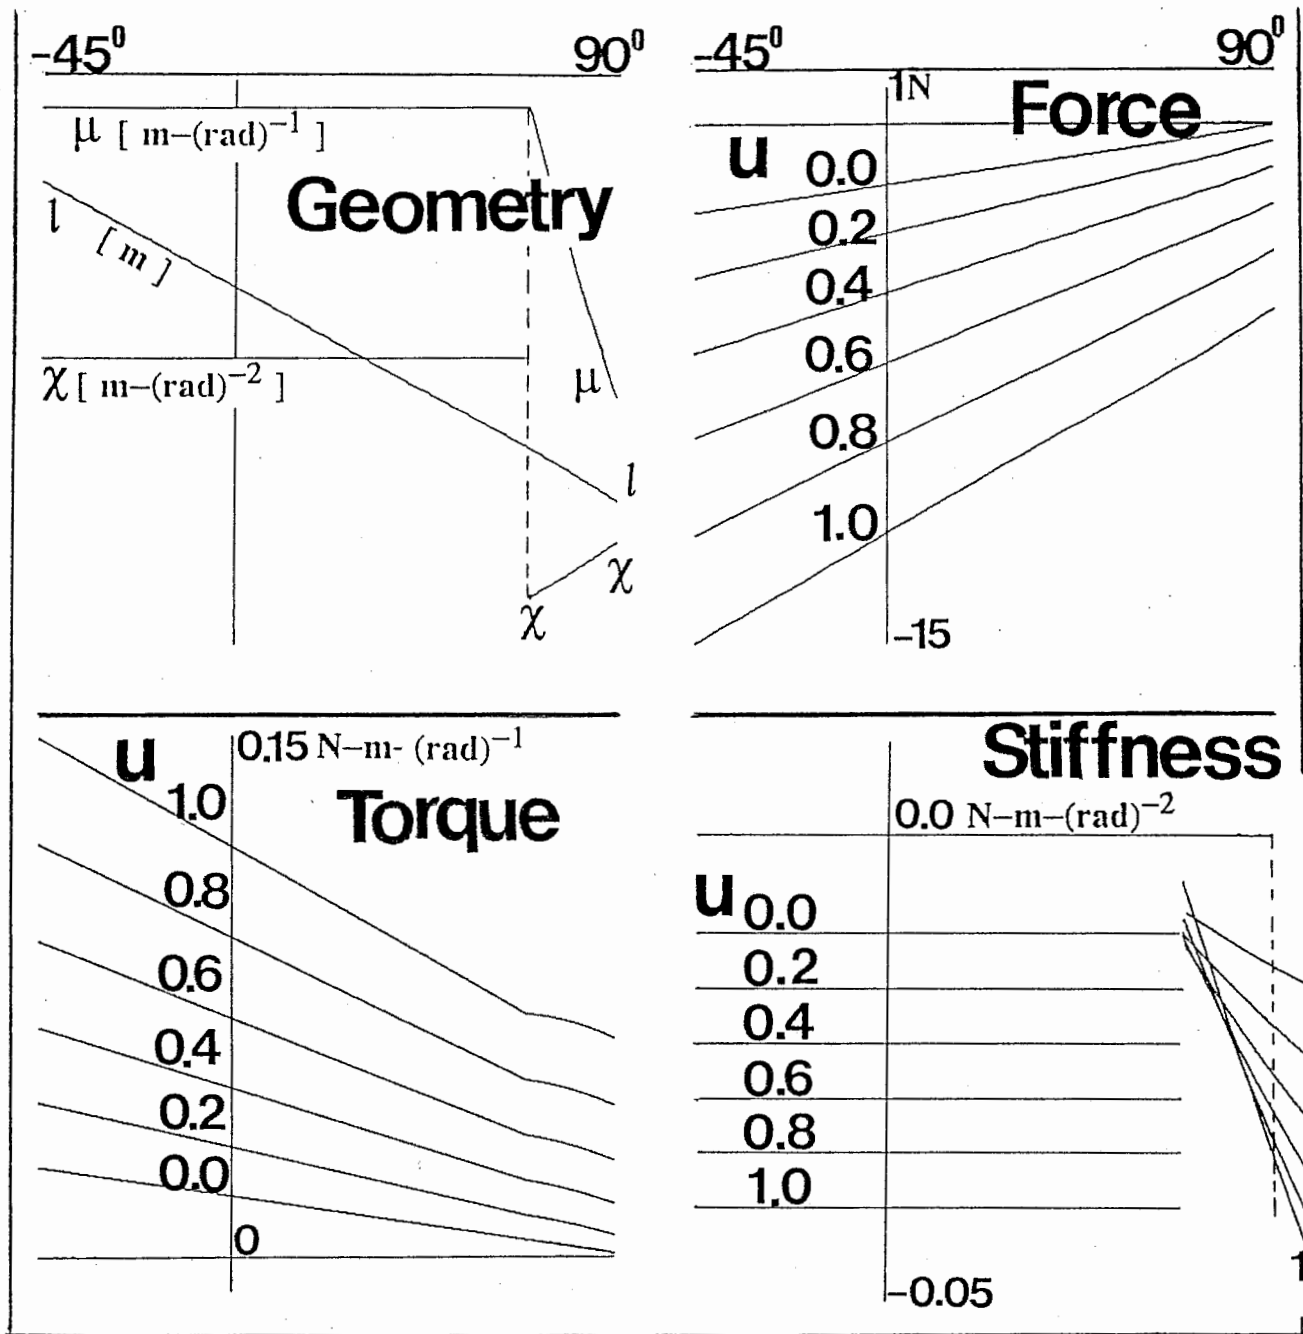 -45⁰ 90⁰
μ [ m-(rad)⁻¹ ]
Geometry
l [ m ]
χ [ m-(rad)⁻² ]
μ
l
χ
χ
-45⁰ 90⁰
1N
Force
u
0.0
0.2
0.4
0.6
0.8
1.0
-15
u
0.15 N-m- (rad)⁻¹
1.0
Torque
0.8
0.6
0.4
0.2
0.0
0
Stiffness
0.0 N-m-(rad)⁻²
u 0.0
0.2
0.4
0.6
0.8
1.0
1
-0.05